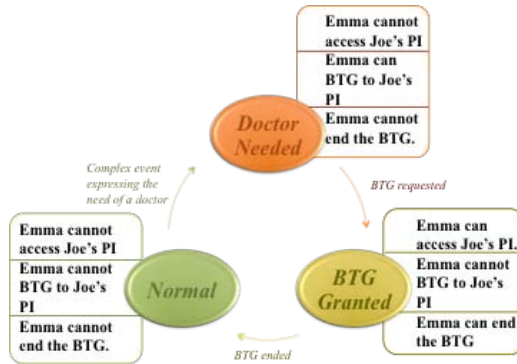 Emma cannot
access Joe's PI
Emma can
BTG to Joe's
PI
Emma cannot
end the BTG.
Doctor
Needed
Complex event
expressing the
need of a doctor
BTG requested
Emma cannot
access Joe's PI
Emma cannot
BTG to Joe's
PI
Emma cannot
end the BTG.
Normal
BTG
Granted
Emma can
access Joe's PI.
Emma cannot
BTG to Joe's
PI
Emma can end
the BTG
BTG ended